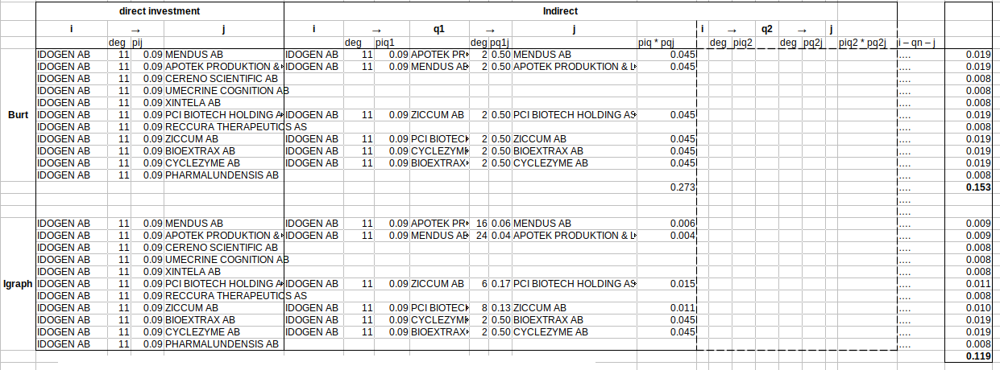 direct investment Indirect
i → j i → q1 → j i → q2 → j
deg pij deg piq1 deg pq1j piq * pqj deg piq2 deg pq2j piq2 * pq2j i – qn – j
IDOGEN AB 11 0.09 MENDUS AB IDOGEN AB 11 0.09 APOTEK PR 2 0.50 MENDUS AB 0.045 .... 0.019
IDOGEN AB 11 0.09 APOTEK PRODUKTION & IDOGEN AB 11 0.09 MENDUS AB 2 0.50 APOTEK PRODUKTION & L 0.045 .... 0.019
IDOGEN AB 11 0.09 CERENO SCIENTIFIC AB .... 0.008
IDOGEN AB 11 0.09 UMECRINE COGNITION AB .... 0.008
IDOGEN AB 11 0.09 XINTELA AB .... 0.008
Burt IDOGEN AB 11 0.09 PCI BIOTECH HOLDING A IDOGEN AB 11 0.09 ZICCUM AB 2 0.50 PCI BIOTECH HOLDING AS 0.045 .... 0.019
IDOGEN AB 11 0.09 RECCURA THERAPEUTICS AS .... 0.008
IDOGEN AB 11 0.09 ZICCUM AB IDOGEN AB 11 0.09 PCI BIOTEC 2 0.50 ZICCUM AB 0.045 .... 0.019
IDOGEN AB 11 0.09 BIOEXTRAX AB IDOGEN AB 11 0.09 CYCLEZYME 2 0.50 BIOEXTRAX AB 0.045 .... 0.019
IDOGEN AB 11 0.09 CYCLEZYME AB IDOGEN AB 11 0.09 BIOEXTRAX 2 0.50 CYCLEZYME AB 0.045 .... 0.019
IDOGEN AB 11 0.09 PHARMALUNDENSIS AB .... 0.008
0.273 .... 0.153
....
....
IDOGEN AB 11 0.09 MENDUS AB IDOGEN AB 11 0.09 APOTEK PR 16 0.06 MENDUS AB 0.006 .... 0.009
IDOGEN AB 11 0.09 APOTEK PRODUKTION & IDOGEN AB 11 0.09 MENDUS AB 24 0.04 APOTEK PRODUKTION & L 0.004 .... 0.009
IDOGEN AB 11 0.09 CERENO SCIENTIFIC AB .... 0.008
IDOGEN AB 11 0.09 UMECRINE COGNITION AB .... 0.008
IDOGEN AB 11 0.09 XINTELA AB .... 0.008
Igraph IDOGEN AB 11 0.09 PCI BIOTECH HOLDING A IDOGEN AB 11 0.09 ZICCUM AB 6 0.17 PCI BIOTECH HOLDING AS 0.015 .... 0.011
IDOGEN AB 11 0.09 RECCURA THERAPEUTICS AS .... 0.008
IDOGEN AB 11 0.09 ZICCUM AB IDOGEN AB 11 0.09 PCI BIOTEC 8 0.13 ZICCUM AB 0.011 .... 0.010
IDOGEN AB 11 0.09 BIOEXTRAX AB IDOGEN AB 11 0.09 CYCLEZYM 2 0.50 BIOEXTRAX AB 0.045 .... 0.019
IDOGEN AB 11 0.09 CYCLEZYME AB IDOGEN AB 11 0.09 BIOEXTRAX 2 0.50 CYCLEZYME AB 0.045 .... 0.019
IDOGEN AB 11 0.09 PHARMALUNDENSIS AB .... 0.008
0.119